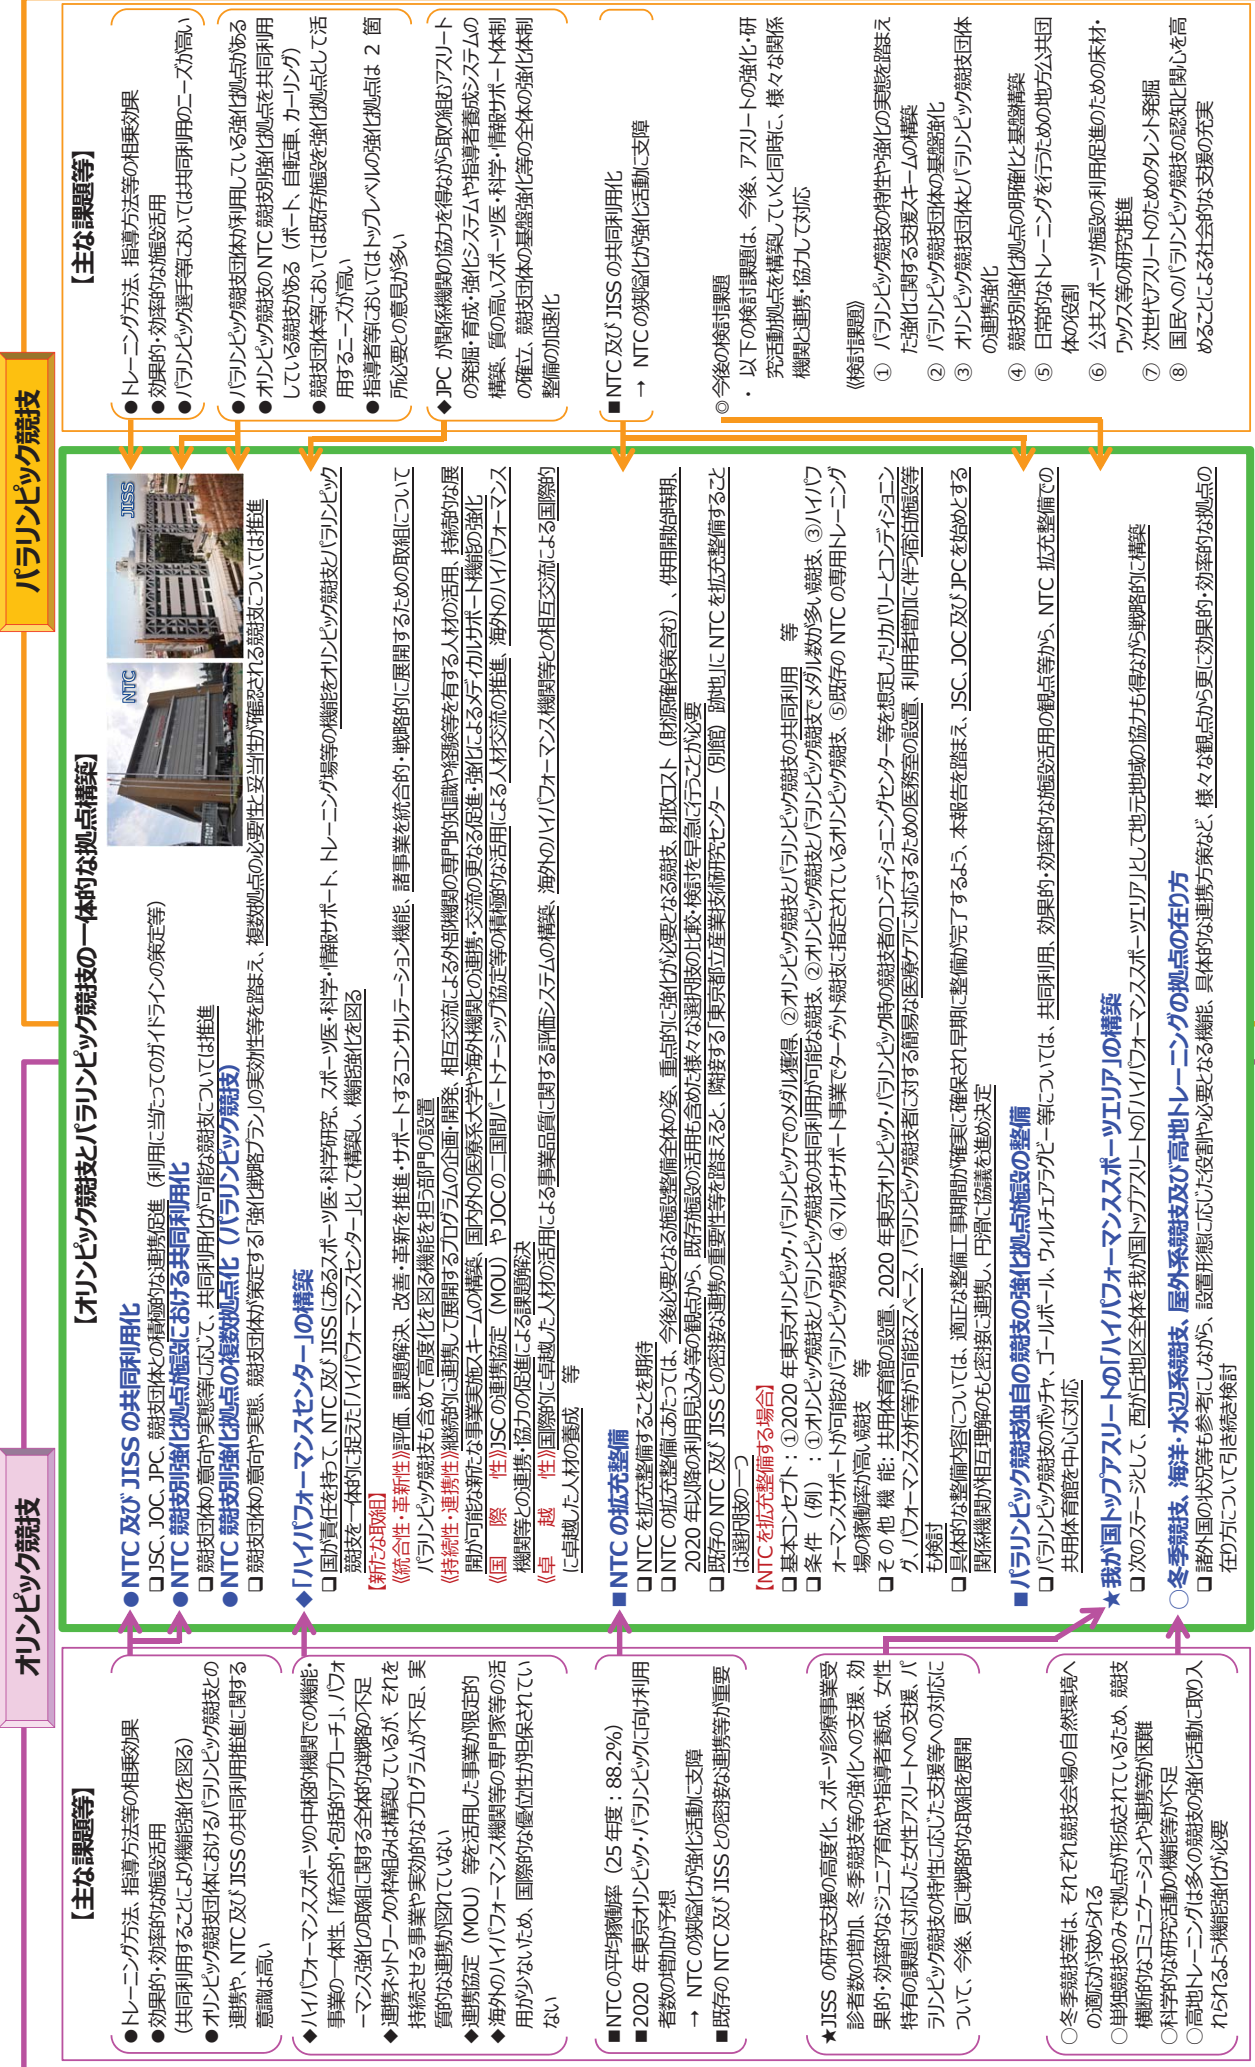 オリンピック競技
パラリンピック競技
【主な課題等】
●トレーニング方法、指導方法等の相乗効果
●効果的・効率的な施設活用
(共同利用することにより機能強化を図る)
●オリンピック競技団体におけるパラリンピック競技との
連携や、NTC 及び JISS の共同利用推進に関する
意識は高い
◆ハイパフォーマンススポーツの中枢的機関での機能・
事業の一体性、「統合的・包括的アプローチ」、パフォ
ーマンス強化の取組に関する全体的な戦略の不足
◆連携ネットワークの枠組みは構築しているが、それを
持続させる事業や実効的なプログラムが不足、実
質的な連携が図れていない
◆連携協定（MOU）等を活用した事業が限定的
◆海外のハイパフォーマンス機関等の専門家等の活
用が少ないため、国際的な優位性が担保されてい
ない
■NTC の平均稼働率（25 年度：88.2%）
■2020 年東京オリンピック・パラリンピックに向け利用
者数の増加が予想
→ NTC の狭隘化が強化活動に支障
■既存の NTC 及び JISS との密接な連携等が重要
★JISS の研究支援の高度化、スポーツ診療事業受
診者数の増加、冬季競技等の強化への支援、効
果的・効率的なジュニア育成や指導者養成、女性
特有の課題に対応した女性アスリートへの支援、パ
ラリンピック競技の特性に応じた支援等への対応に
ついて、今後、更に戦略的な取組を展開
○冬季競技等は、それぞれ競技会場の自然環境へ
の適応が求められる
○単独競技のみで拠点が形成されているため、競技
横断的なコミュニケーションや連携等が困難
○科学的な研究活動の機能等が不足
○高地トレーニングは多くの競技の強化活動に取り入
れられるよう機能強化が必要
【オリンピック競技とパラリンピック競技の一体的な拠点構築】
NTC
JISS
●NTC 及び JISS の共同利用化
❑JSC、JOC、JPC、競技団体との積極的な連携促進（利用に当たってのガイドラインの策定等）
●NTC 競技別強化拠点施設における共同利用化
❑競技団体の意向や実態等に応じて、共同利用化が可能な競技については推進
●NTC 競技別強化拠点の複数拠点化（パラリンピック競技）
❑競技団体の意向や実態、競技団体が策定する「強化戦略プラン」の実効性等を踏まえ、複数拠点の必要性と妥当性が確認される競技については推進
◆「ハイパフォーマンスセンター」の構築
❑国が責任を持って、NTC 及び JISS にあるスポーツ医・科学研究、スポーツ医・科学・情報サポート、トレーニング場等の機能をオリンピック競技とパラリンピック
競技を一体的に捉えた「ハイパフォーマンスセンター」として構築し、機能強化を図る
【新たな取組】
《統合性・革新性》評価、課題解決、改善・革新を推進・サポートするコンサルテーション機能、諸事業を統合的・戦略的に展開するための取組について
パラリンピック競技も含めて高度化を図る機能を担う部門の設置
《持続性・連携性》継続的に連携して展開するプログラムの企画・開発、相互交流による外部機関の専門的知識や経験等を有する人材の活用、持続的な展
開が可能な新たな事業実施スキームの構築、国内外の医療系大学や海外機関との連携・交流の更なる促進・強化によるメディカルサポート機能の強化
《国 際 性》JSC の連携協定（MOU）や JOC の二国間パートナーシップ協定等の積極的な活用による人材交流の推進、海外のハイパフォーマンス
機関等との連携・協力の促進による課題解決
《卓 越 性》国際的に卓越した人材の活用による事業品質に関する評価システムの構築、海外のハイパフォーマンス機関等との相互交流による国際的
に卓越した人材の養成 等
■NTC の拡充整備
❑NTC を拡充整備することを期待
❑NTC の拡充整備にあたっては、今後必要となる施設整備全体の姿、重点的に強化が必要となる競技、財政コスト（財源確保策含む）、供用開始時期、
2020 年以降の利用見込み等の観点から、既存施設の活用も含めた様々な選択肢の比較・検討を早急に行うことが必要
❑既存の NTC 及び JISS との密接な連携の重要性等を踏まえると、隣接する「東京都立産業技術研究センター（別館）跡地」に NTC を拡充整備すること
は選択肢の一つ
【NTC を拡充整備する場合】
❑基本コンセプト：①2020 年東京オリンピック・パラリンピックでのメダル獲得、②オリンピック競技とパラリンピック競技の共同利用 等
❑条件（例）：①オリンピック競技とパラリンピック競技の共同利用が可能な競技、②オリンピック競技とパラリンピック競技でメダル数が多い競技、③ハイパフ
ォーマンスサポートが可能なパラリンピック競技、④マルチサポート事業でターゲット競技に指定されているオリンピック競技、⑤既存の NTC の専用トレーニング
場の稼働率が高い競技 等
❑その他機能：共用体育館の設置、2020 年東京オリンピック・パラリンピック時の競技者のコンディショニングセンター等を想定したリカバリーとコンディショニン
グ、パフォーマンス分析等が可能なスペース、パラリンピック競技者に対する簡易な医療ケアに対応するための医務室の設置、利用者増加に伴う宿泊施設等
も検討
❑具体的な整備内容については、適正な整備工事期間が確実に確保され早期に整備が完了するよう、本報告を踏まえ、JSC、JOC 及び JPC を始めとする
関係機関が相互理解のもと密接に連携し、円滑に協議を進め決定
■パラリンピック競技独自の競技の強化拠点施設の整備
❑パラリンピック競技のボッチャ、ゴールボール、ウィルチェアラグビー等については、共同利用、効果的・効率的な施設活用の観点等から、NTC 拡充整備での
共用体育館を中心に対応
★我が国トップアスリートの「ハイパフォーマンススポーツエリア」の構築
❑次のステージとして、西が丘地区全体を我が国トップアスリートの「ハイパフォーマンススポーツエリア」として地元地域の協力も得ながら戦略的に構築
○冬季競技、海洋・水辺系競技、屋外系競技及び高地トレーニングの拠点の在り方
❑諸外国の状況等も参考にしながら、設置形態に応じた役割や必要となる機能、具体的な連携方策など、様々な観点から更に効果的・効率的な拠点の
在り方について引き続き検討
【主な課題等】
●トレーニング方法、指導方法等の相乗効果
●効果的・効率的な施設活用
●パラリンピック選手等においては共同利用のニーズが高い
●パラリンピック競技団体が利用している強化拠点がある
●オリンピック競技の NTC 競技別強化拠点を共同利用
している競技がある（ボート、自転車、カーリング）
●競技団体等においては既存施設を強化拠点として活
用するニーズが高い
●指導者等においてはトップレベルの強化拠点は 2 箇
所必要との意見が多い
◆JPC が関係機関の協力を得ながら取り組むアスリート
の発掘・育成・強化システムや指導者養成システムの
構築、質の高いスポーツ医・科学・情報サポート体制
の確立、競技団体の基盤強化等の全体の強化体制
整備の加速化
■NTC 及び JISS の共同利用化
→ NTC の狭隘化が強化活動に支障
◎今後の検討課題
・ 以下の検討課題は、今後、アスリートの強化・研
究活動拠点を構築していくと同時に、様々な関係
機関と連携・協力して対応
《検討課題》
① パラリンピック競技の特性や強化の実態を踏まえ
た強化に関する支援スキームの構築
② パラリンピック競技団体の基盤強化
③ オリンピック競技団体とパラリンピック競技団体
の連携強化
④ 競技別強化拠点の明確化と基盤構築
⑤ 日常的なトレーニングを行うための地方公共団
体の役割
⑥ 公共スポーツ施設の利用促進のための床材・
ワックス等の研究推進
⑦ 次世代アスリートのためのタレント発掘
⑧ 国民へのパラリンピック競技の認知と関心を高
めることによる社会的な支援の充実